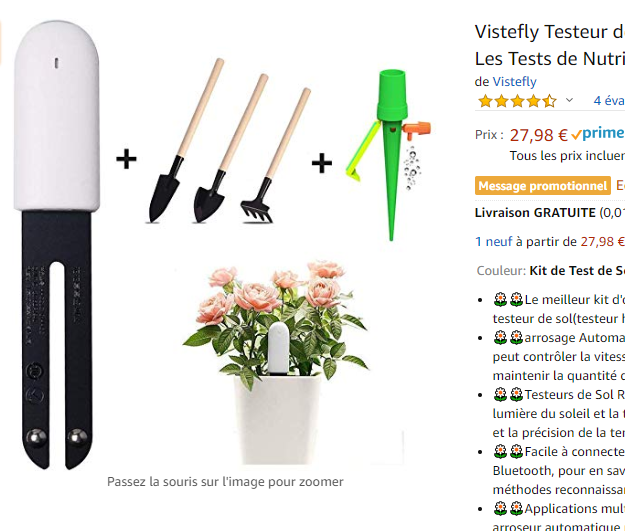 Vistefly Testeur d
Les Tests de Nutri
de Vistefly
4 éva
Prix : 27,98 € prime
Tous les prix incluen
Message promotionnel E
Livraison GRATUITE (0,01
1 neuf à partir de 27,98 €
Couleur: Kit de Test de S
Le meilleur kit d'
testeur de sol(testeur h
arrosage Automa
peut contrôler la vitess
maintenir la quantité
Testeurs de Sol R
lumière du soleil et la t
et la précision de la te
Facile à connecte
Bluetooth, pour en sav
méthodes reconnaissa
Applications mul
arroseur automatique
Passez la souris sur l'image pour zoomer